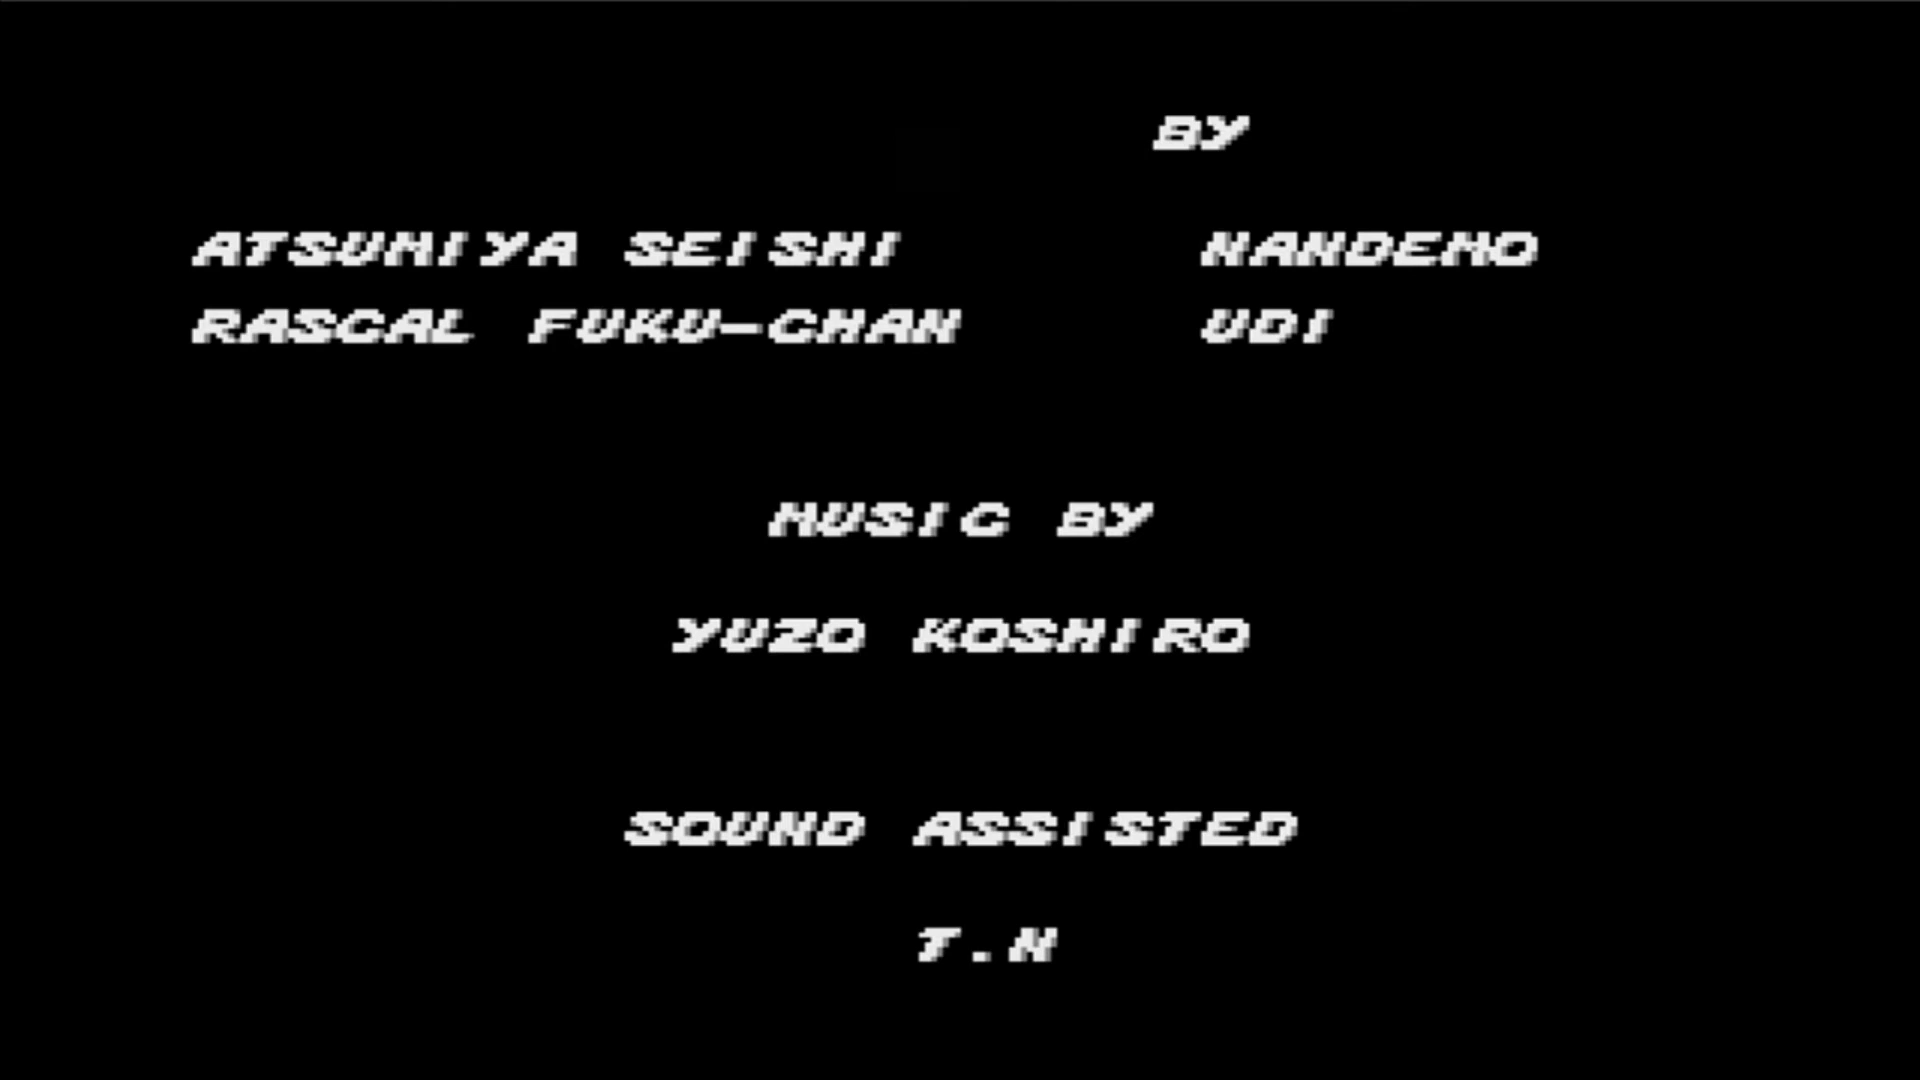 BY
ATSUMIYA SEISHI NANDEMO
RASCAL FUKU-CHAN UDI
MUSIC BY
YUZO KOSHIRO
SOUND ASSISTED
T.N